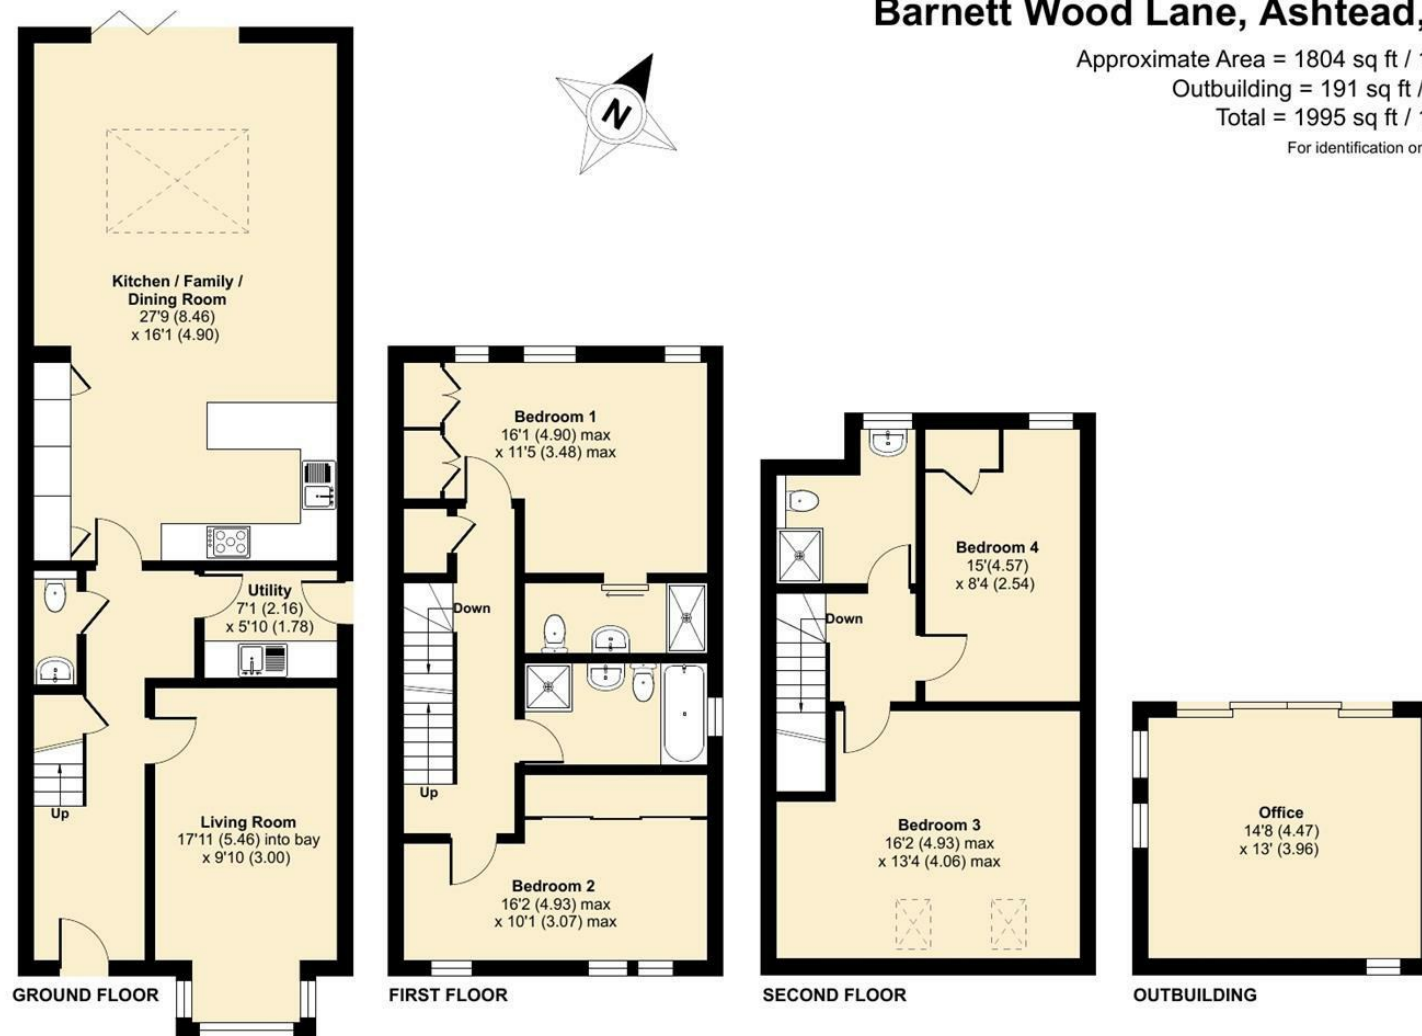 Barnett Wood Lane, Ashtead,
Approximate Area = 1804 sq ft /
Outbuilding = 191 sq ft /
Total = 1995 sq ft /
For identification
N
Kitchen / Family /
Dining Room
27'9 (8.46)
x 16'1 (4.90)
Utility
7'1 (2.16)
x 5'10 (1.78)
Up
Living Room
17'11 (5.46) into bay
x 9'10 (3.00)
GROUND FLOOR
Bedroom 1
16'1 (4.90) max
x 11'5 (3.48) max
Down
Up
Bedroom 2
16'2 (4.93) max
x 10'1 (3.07) max
FIRST FLOOR
Bedroom 4
15'(4.57)
x 8'4 (2.54)
Down
Bedroom 3
16'2 (4.93) max
x 13'4 (4.06) max
SECOND FLOOR
Office
14'8 (4.47)
x 13' (3.96)
OUTBUILDING